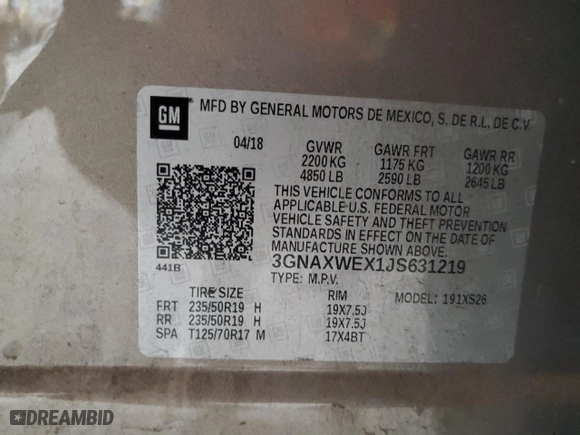 GM
MFD BY GENERAL MOTORS DE MEXICO, S. DE R.L. DE C.V.
04/18 GVWR GAWR FRT GAWR RR
2200 KG 1175 KG 1200 KG
4850 LB 2590 LB 2645 LB
THIS VEHICLE CONFORMS TO ALL
APPLICABLE U.S. FEDERAL MOTOR
VEHICLE SAFETY AND THEFT PREVENTION
STANDARDS IN EFFECT ON THE DATE OF
MANUFACTURE SHOWN ABOVE.
441B
3GNAXWEX1JS631219
TYPE: M.P.V.
MODEL: 191XS26
TIRE SIZE RIM
FRT 235/50R19 H 19X7.5J
RR 235/50R19 H 19X7.5J
SPA T125/70R17 M 17X4BT
DREAMBID